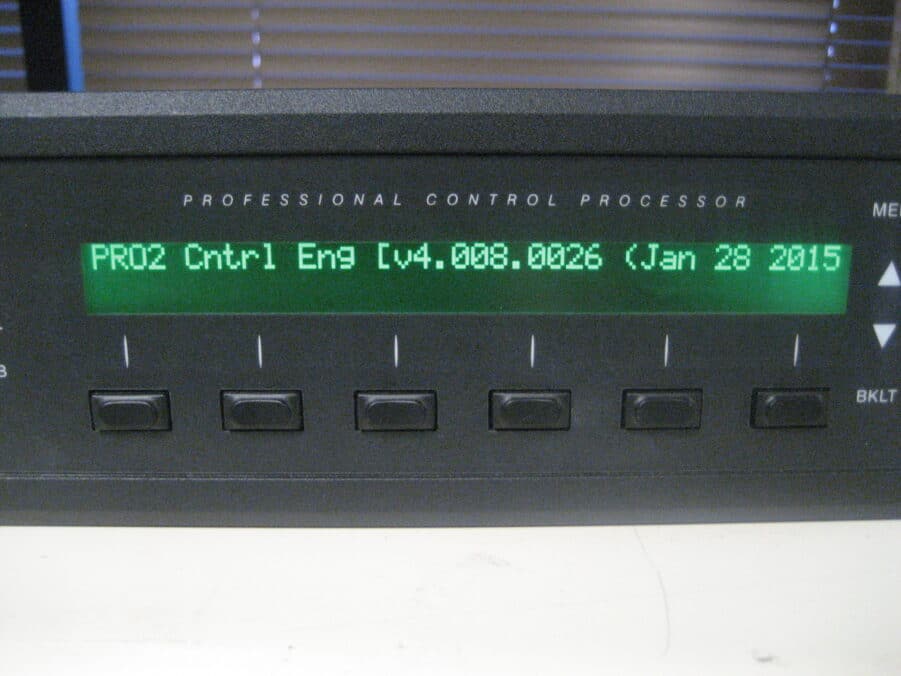 PROFESSIONAL CONTROL PROCESSOR
PRO2 Cntrl Eng [v4.008.0026 (Jan 28 2015
BKLT